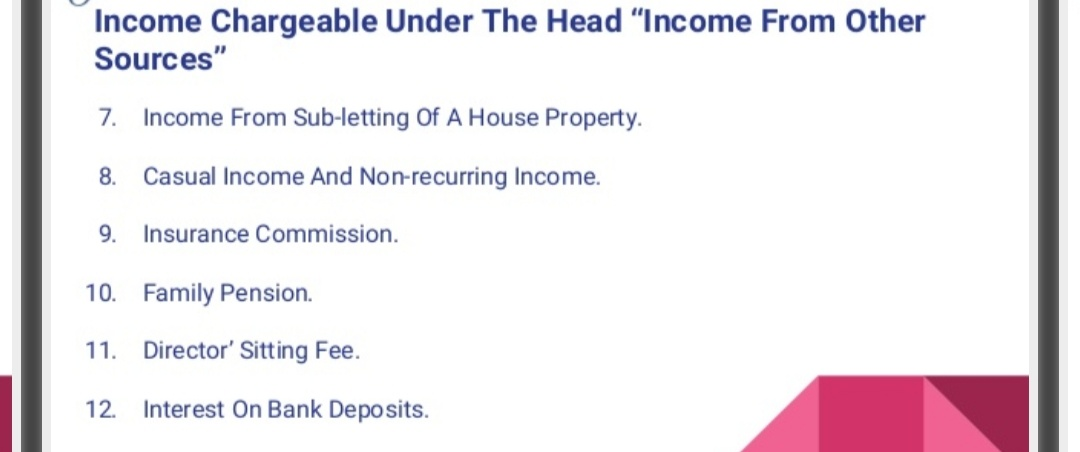 Income Chargeable Under The Head “Income From Other
Sources”
7. Income From Sub-letting Of A House Property.
8. Casual Income And Non-recurring Income.
9. Insurance Commission.
10. Family Pension.
11. Director’ Sitting Fee.
12. Interest On Bank Deposits.